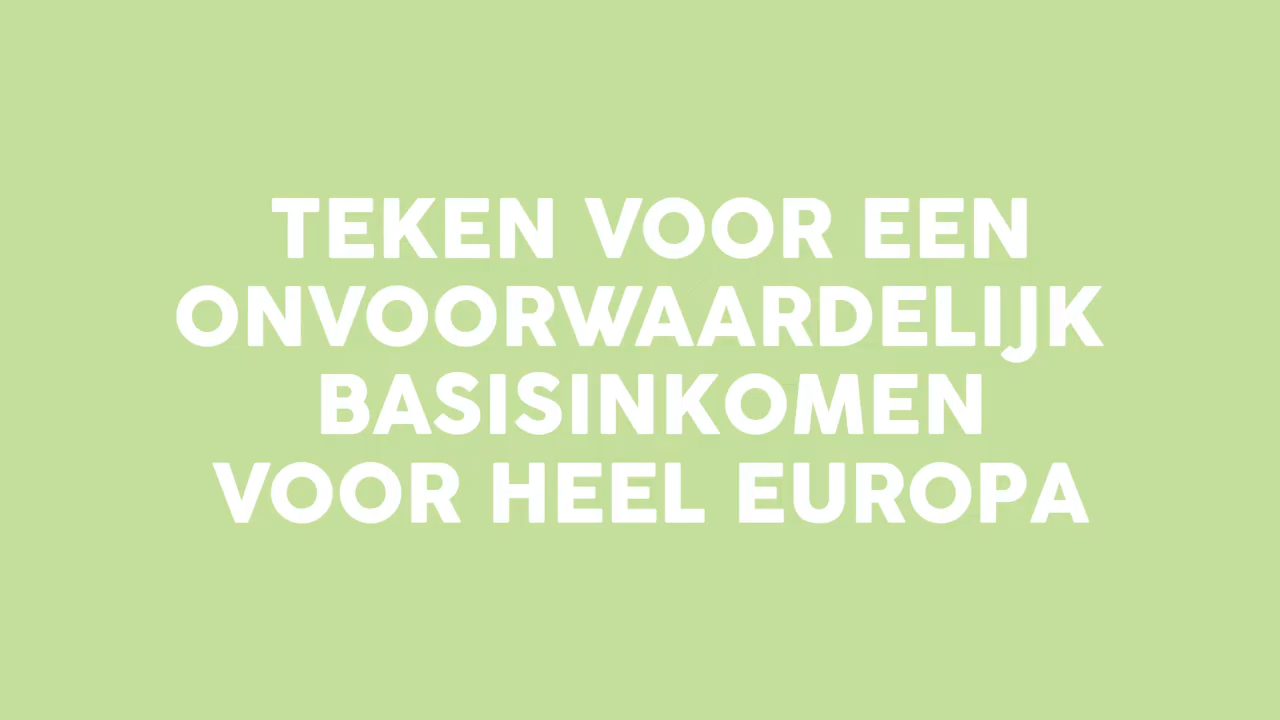 TEKEN VOOR EEN
ONVOORWAARDELIJK
BASISINKOMEN
VOOR HEEL EUROPA